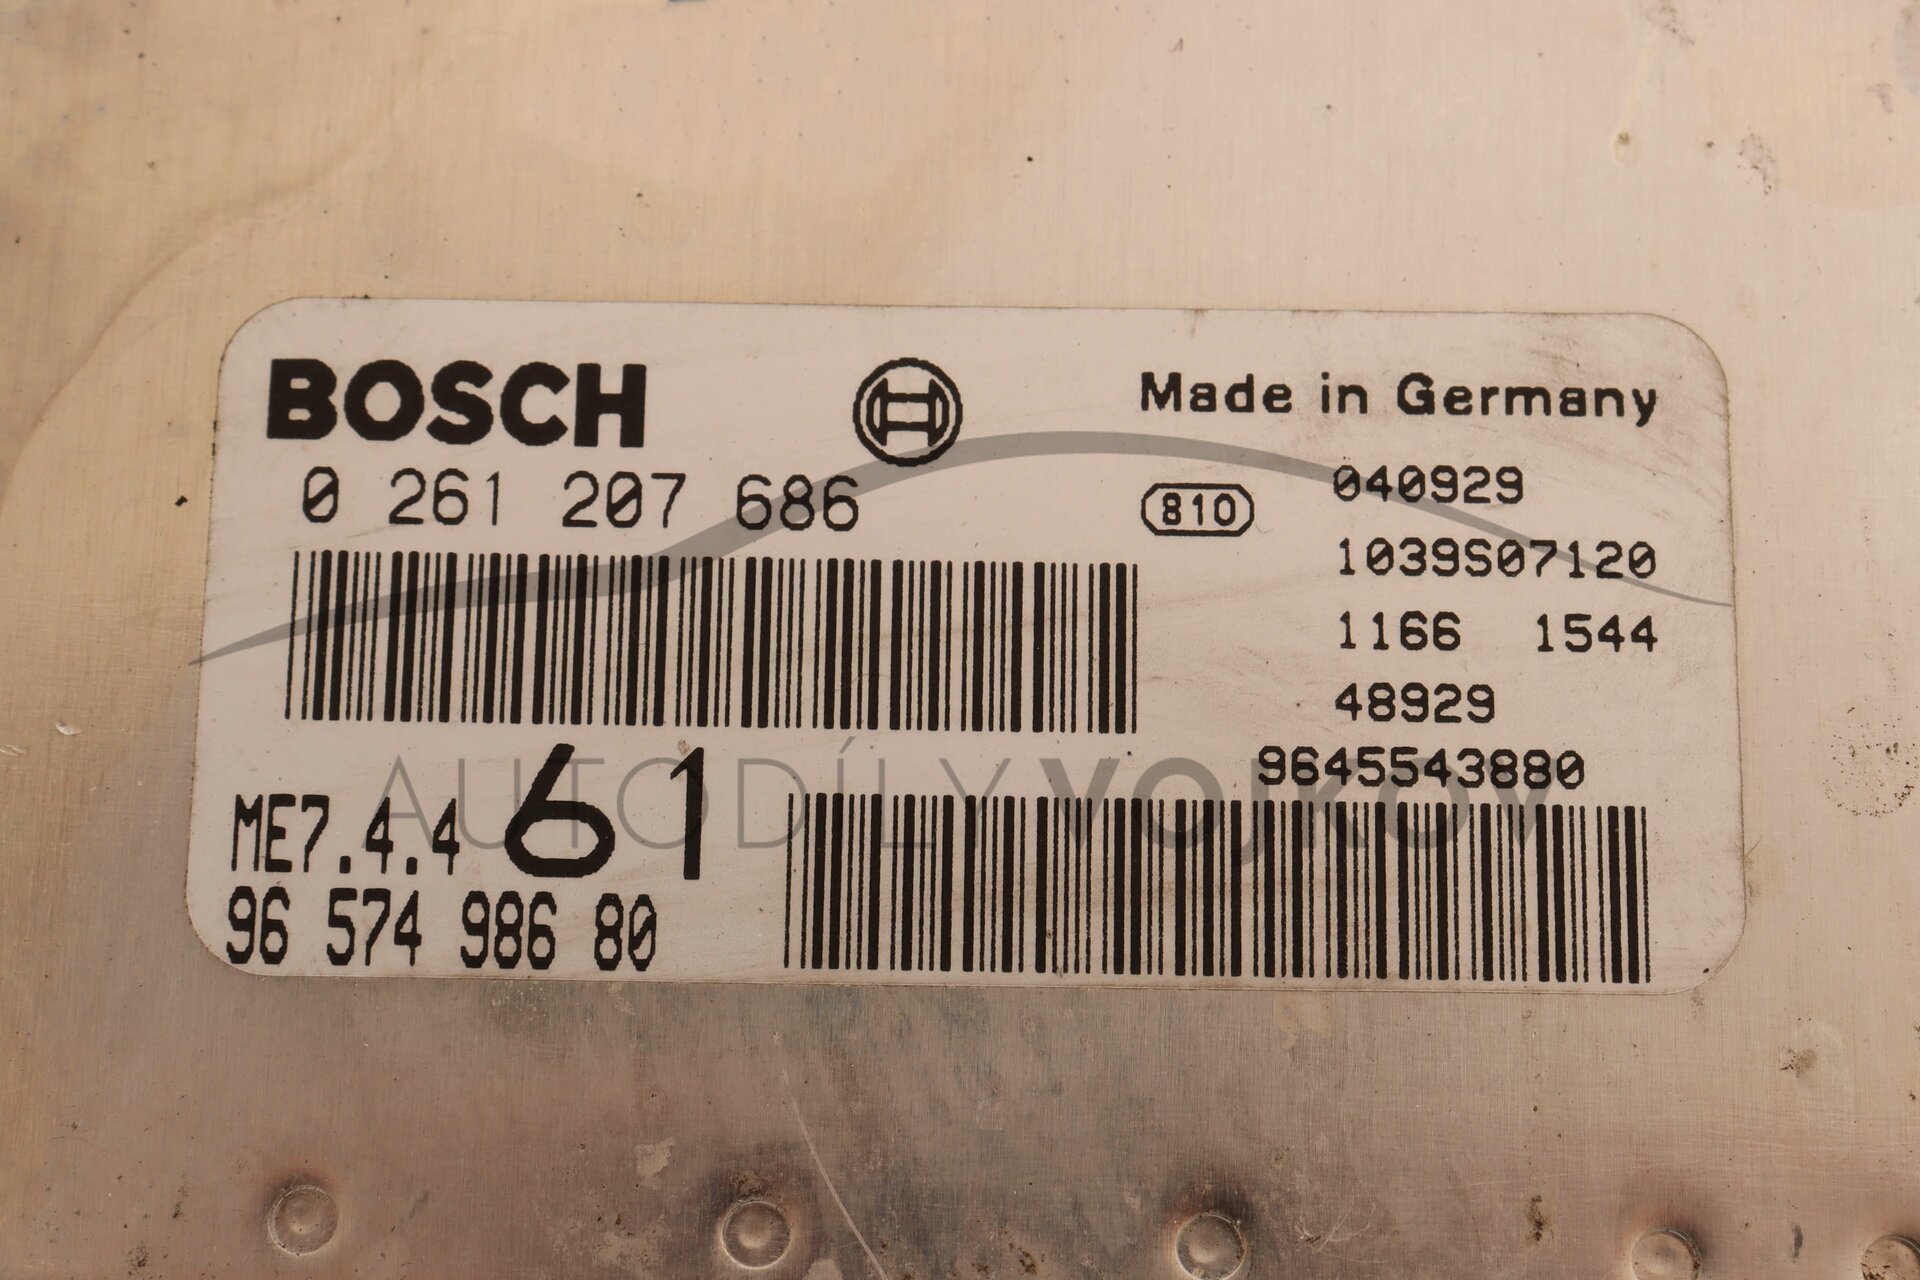 BOSCH
Made in Germany
0 261 207 686
810
040929
1039S07120
1166 1544
48929
9645543880
ME7.4.4 61
96 574 986 80
AUTODÍLY VOJKOV